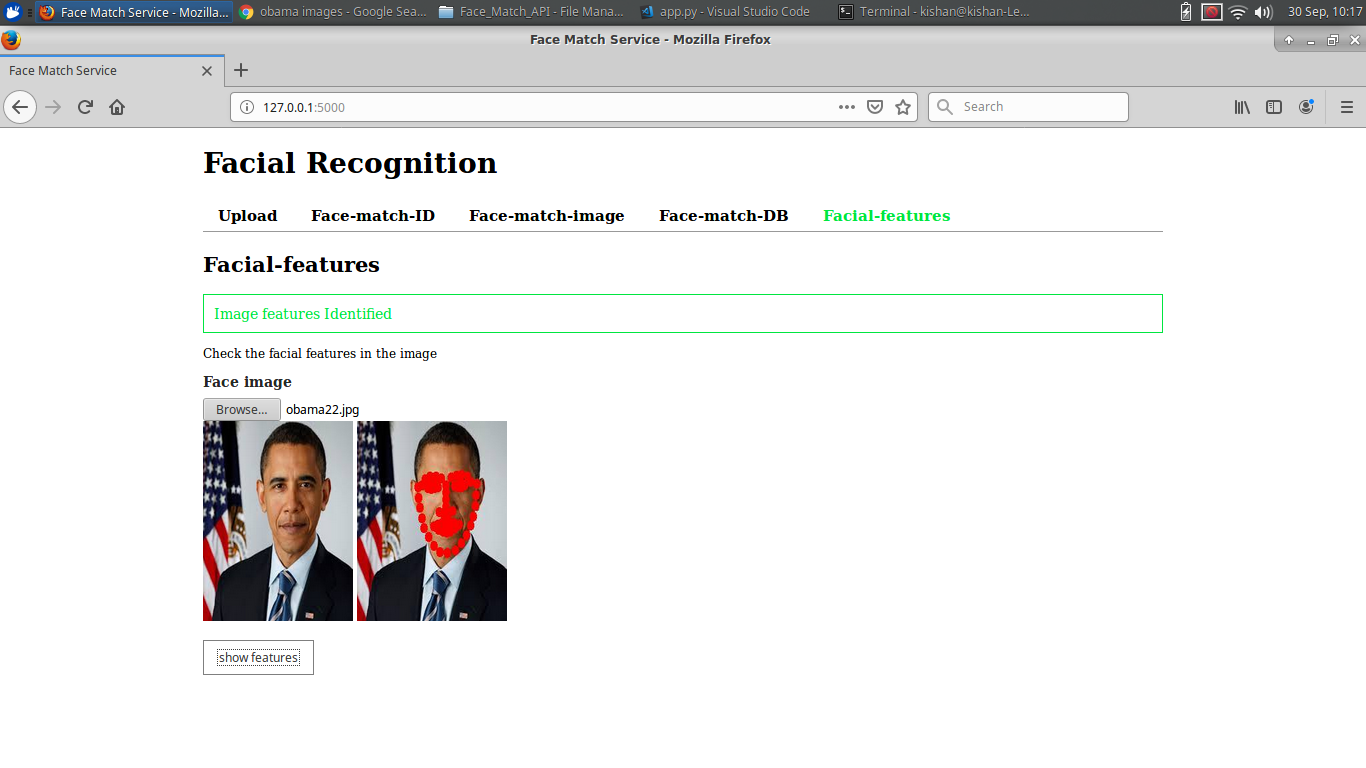 Face Match Service - Mozilla...
obama images - Google Sea...
Face_Match_API - File Mana...
app.py - Visual Studio Code
Terminal - kishan@kishan-Le...
30 Sep, 10:17
Face Match Service - Mozilla Firefox
Face Match Service
127.0.0.1:5000
Search
Facial Recognition
Upload Face-match-ID Face-match-image Face-match-DB Facial-features
Facial-features
Image features Identified
Check the facial features in the image
Face image
Browse... obama22.jpg
show features